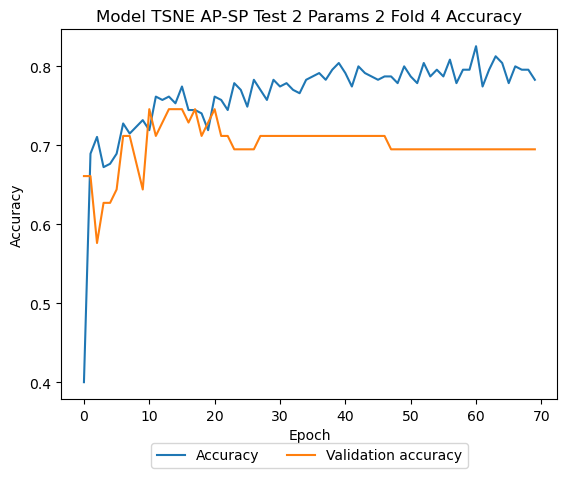 Model TSNE AP-SP Test 2 Params 2 Fold 4 Accuracy
Accuracy
0.8
0.7
0.6
0.5
0.4
0 10 20 30 40 50 60 70
Epoch
Accuracy Validation accuracy